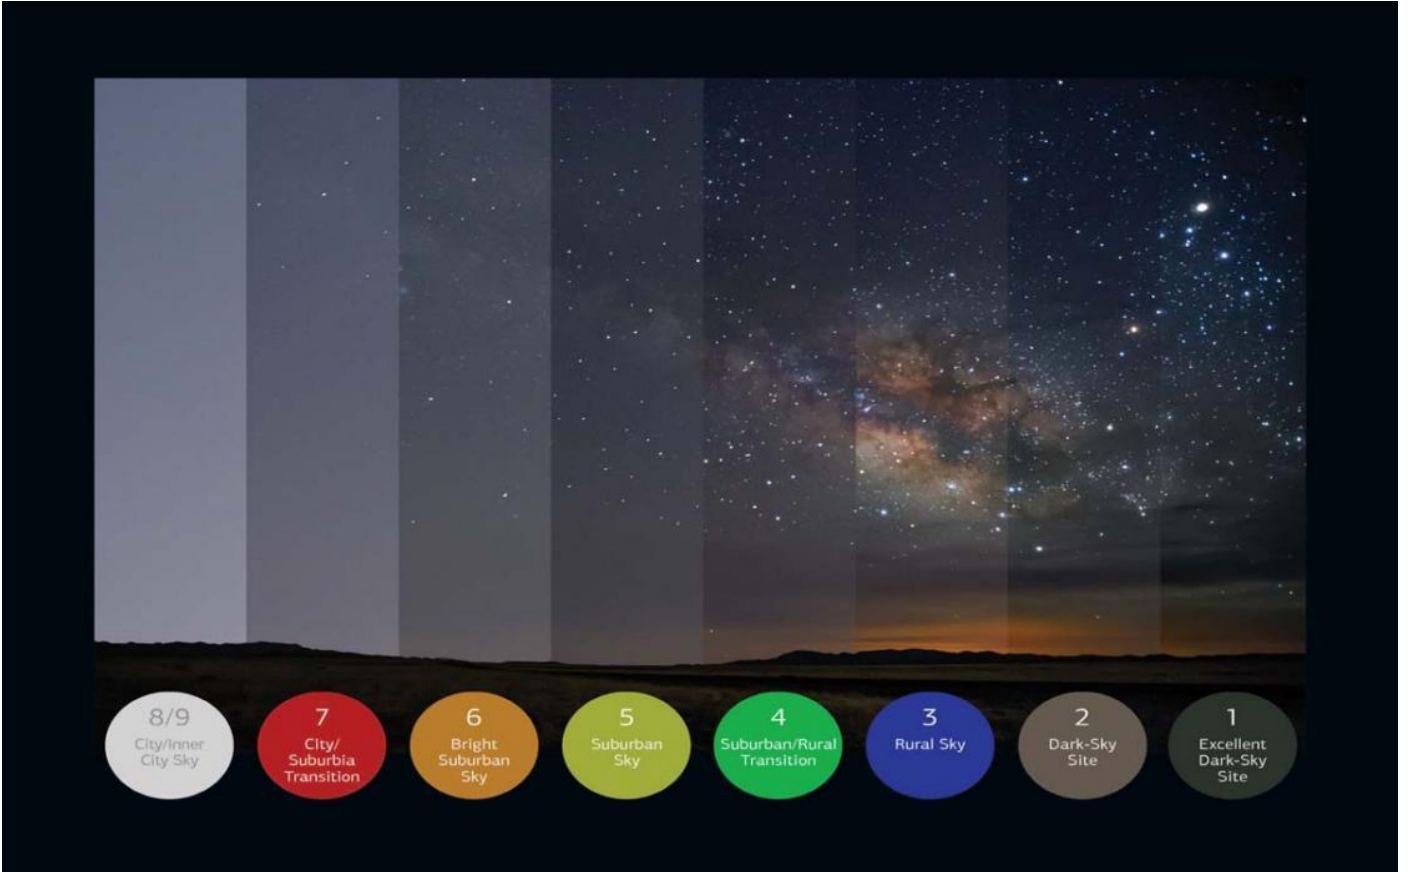 8/9
City/Inner
City Sky
7
City/
Suburbia
Transition
6
Bright
Suburban
Sky
5
Suburban
Sky
4
Suburban/Rural
Transition
3
Rural Sky
2
Dark-Sky
Site
1
Excellent
Dark-Sky
Site